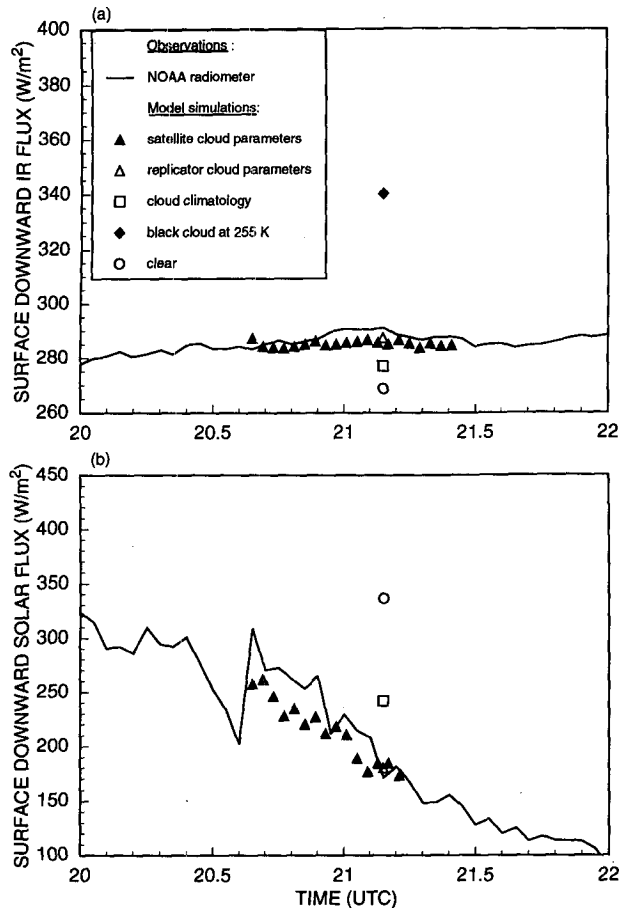 (a)
400
380
360
340
320
300
280
260
SURFACE DOWNWARD IR FLUX (W/m²)
Observations :
NOAA radiometer
Model simulations:
satellite cloud parameters
replicator cloud parameters
cloud climatology
black cloud at 255 K
clear
20 20.5 21 21.5 22
(b)
450
400
350
300
250
200
150
100
SURFACE DOWNWARD SOLAR FLUX (W/m²)
20 20.5 21 21.5 22
TIME (UTC)